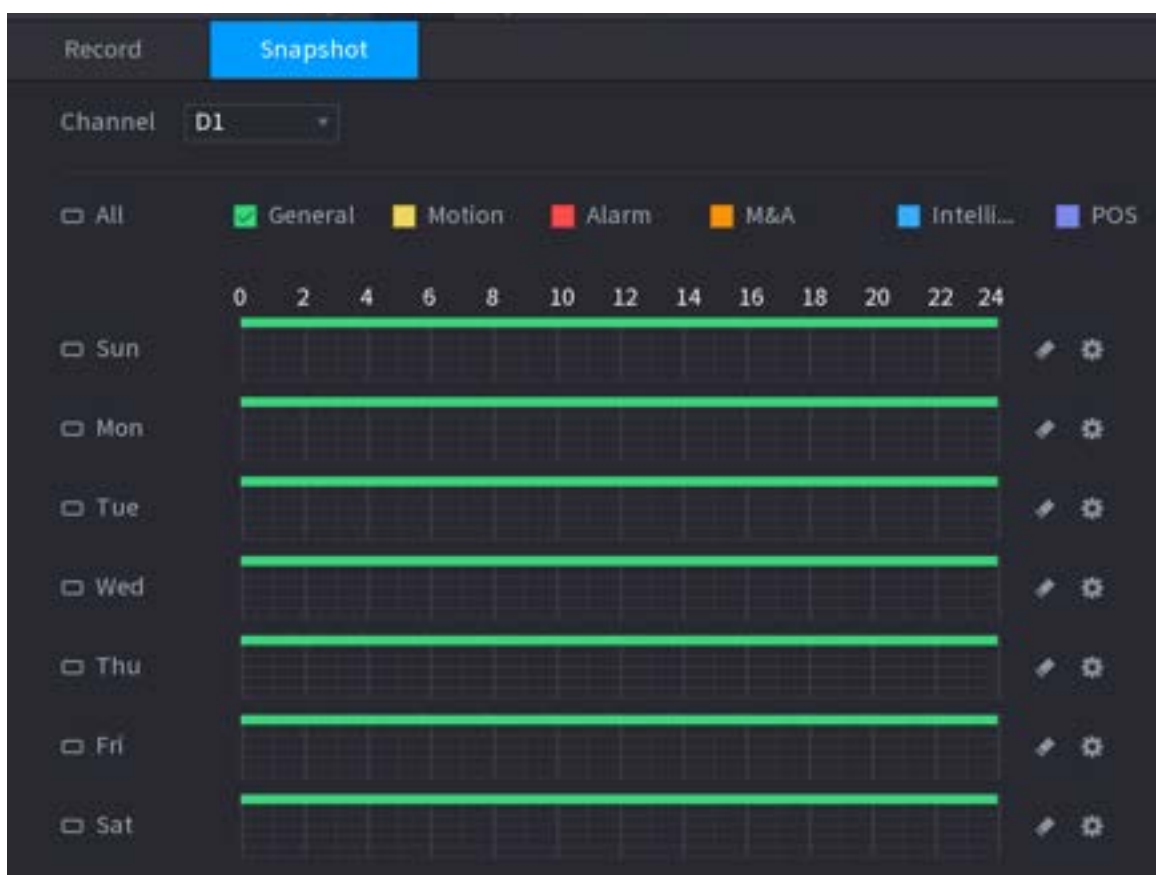 Record Snapshot
Channel D1
All General Motion Alarm M&A Intelli... POS
0 2 4 6 8 10 12 14 16 18 20 22 24
Sun
Mon
Tue
Wed
Thu
Fri
Sat